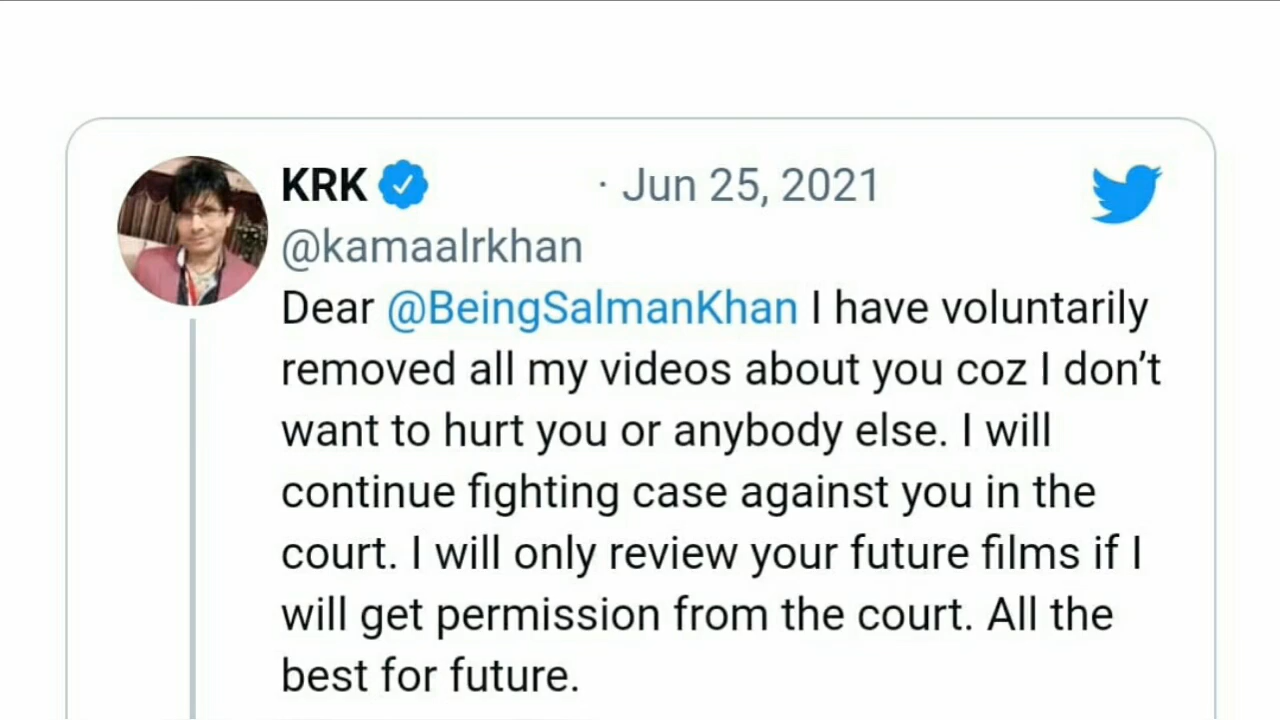 KRK · Jun 25, 2021
@kamaalrkhan
Dear @BeingSalmanKhan I have voluntarily
removed all my videos about you coz I don’t
want to hurt you or anybody else. I will
continue fighting case against you in the
court. I will only review your future films if I
will get permission from the court. All the
best for future.